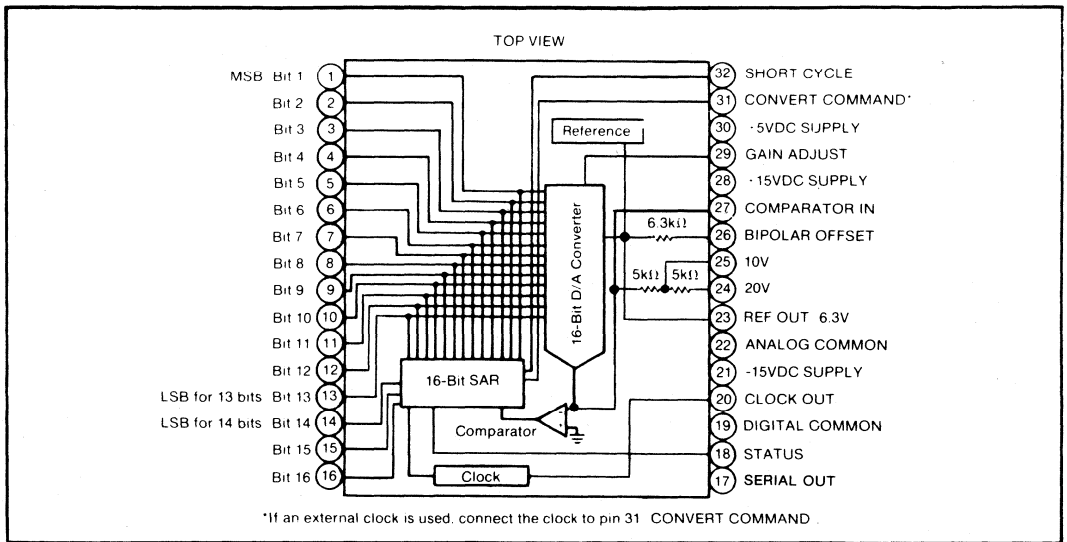 TOP VIEW
MSB Bit 1 1
Bit 2 2
Bit 3 3
Bit 4 4
Bit 5 5
Bit 6 6
Bit 7 7
Bit 8 8
Bit 9 9
Bit 10 10
Bit 11 11
Bit 12 12
LSB for 13 bits Bit 13 13
LSB for 14 bits Bit 14 14
Bit 15 15
Bit 16 16
Reference
16-Bit D/A Converter
6.3kΩ
5kΩ 5kΩ
16-Bit SAR
Comparator
- -
Clock
32 SHORT CYCLE
31 CONVERT COMMAND*
30 ·5VDC SUPPLY
29 GAIN ADJUST
28 ·15VDC SUPPLY
27 COMPARATOR IN
26 BIPOLAR OFFSET
25 10V
24 20V
23 REF OUT 6.3V
22 ANALOG COMMON
21 -15VDC SUPPLY
20 CLOCK OUT
19 DIGITAL COMMON
18 STATUS
17 SERIAL OUT
*If an external clock is used, connect the clock to pin 31 CONVERT COMMAND.